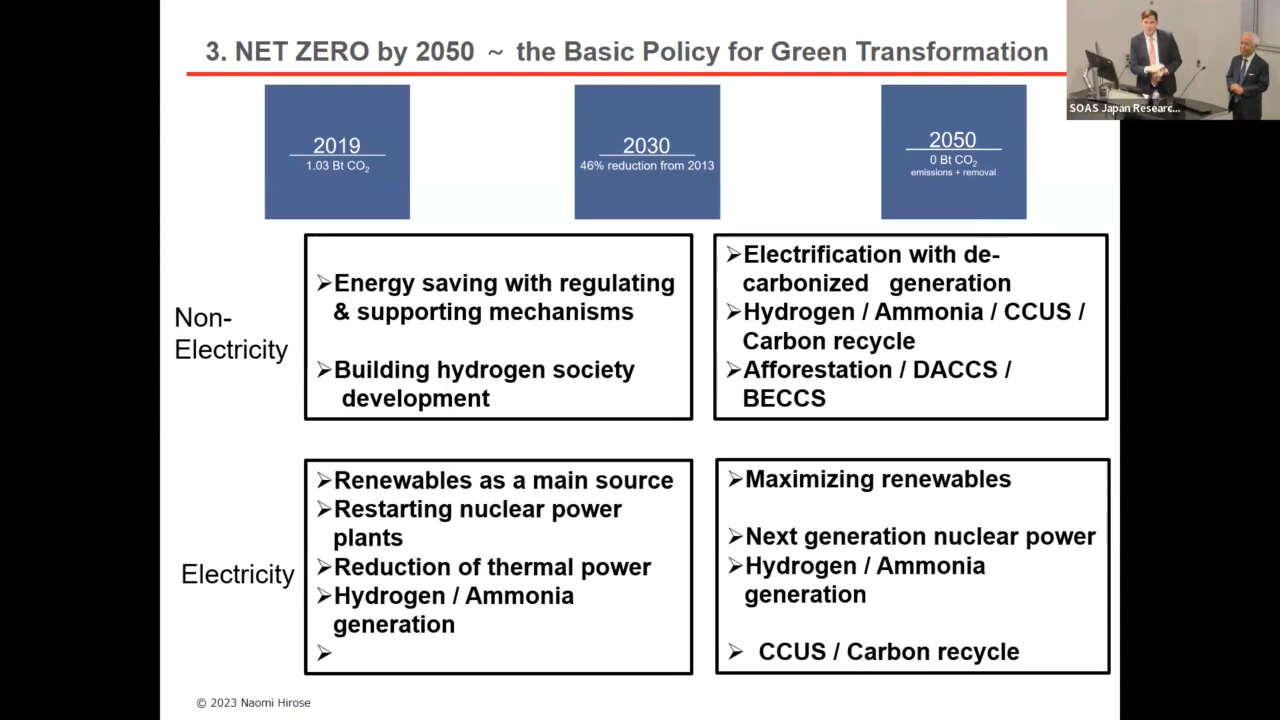 3. NET ZERO by 2050 ~ the Basic Policy for Green Transformation
SOAS Japan Researc...
2019
1.03 Bt CO₂
2030
46% reduction from 2013
2050
0 Bt CO₂
emissions + removal
Non-
Electricity
➢Energy saving with regulating
& supporting mechanisms
➢Building hydrogen society
development
➢Electrification with de-
carbonized generation
➢Hydrogen / Ammonia / CCUS /
Carbon recycle
➢Afforestation / DACCS /
BECCS
Electricity
➢Renewables as a main source
➢Restarting nuclear power
plants
➢Reduction of thermal power
➢Hydrogen / Ammonia
generation
➢
➢Maximizing renewables
➢Next generation nuclear power
➢Hydrogen / Ammonia
generation
➢ CCUS / Carbon recycle
© 2023 Naomi Hirose